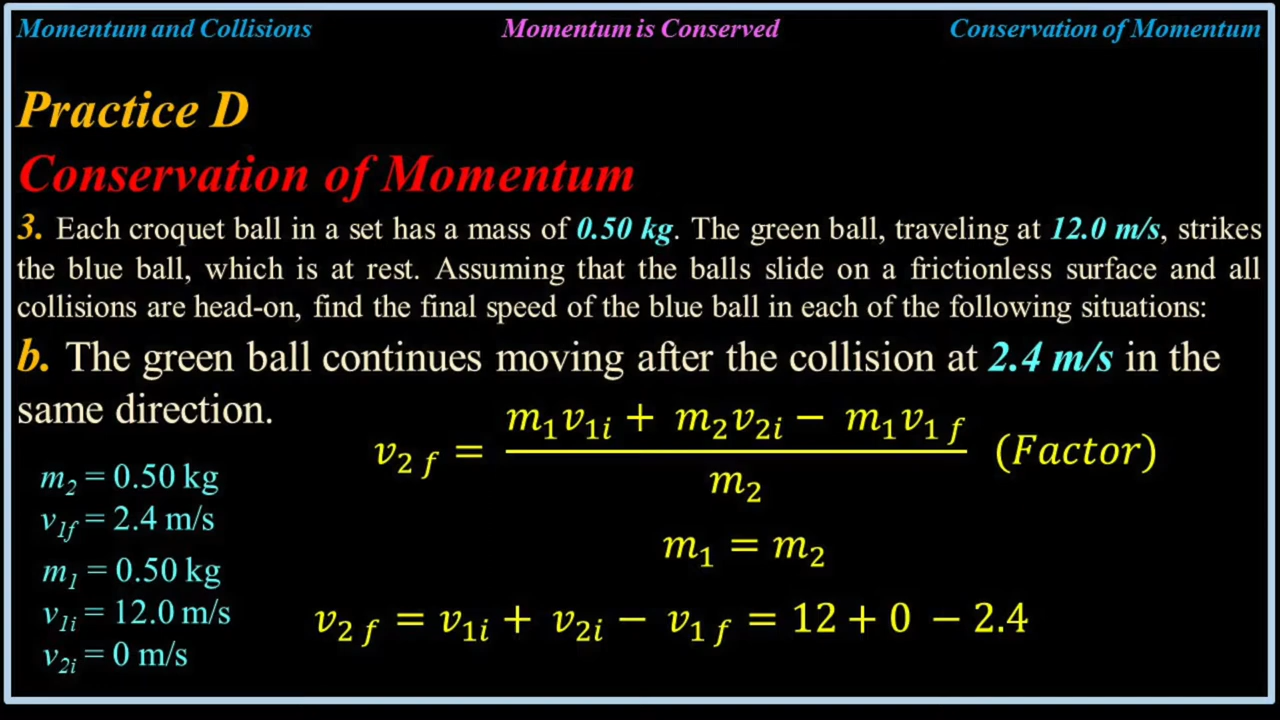 Momentum and Collisions Momentum is Conserved Conservation of Momentum
Practice D
Conservation of Momentum
3. Each croquet ball in a set has a mass of 0.50 kg. The green ball, traveling at 12.0 m/s, strikes
the blue ball, which is at rest. Assuming that the balls slide on a frictionless surface and all
collisions are head-on, find the final speed of the blue ball in each of the following situations:
b. The green ball continues moving after the collision at 2.4 m/s in the
same direction.
v₂f = (m₁v₁ᵢ + m₂v₂ᵢ − m₁v₁f) / m₂ (Factor)
m₂ = 0.50 kg
v₁f = 2.4 m/s
m₁ = 0.50 kg
v₁ᵢ = 12.0 m/s
v₂ᵢ = 0 m/s
m₁ = m₂
v₂f = v₁ᵢ + v₂ᵢ − v₁f = 12 + 0 − 2.4